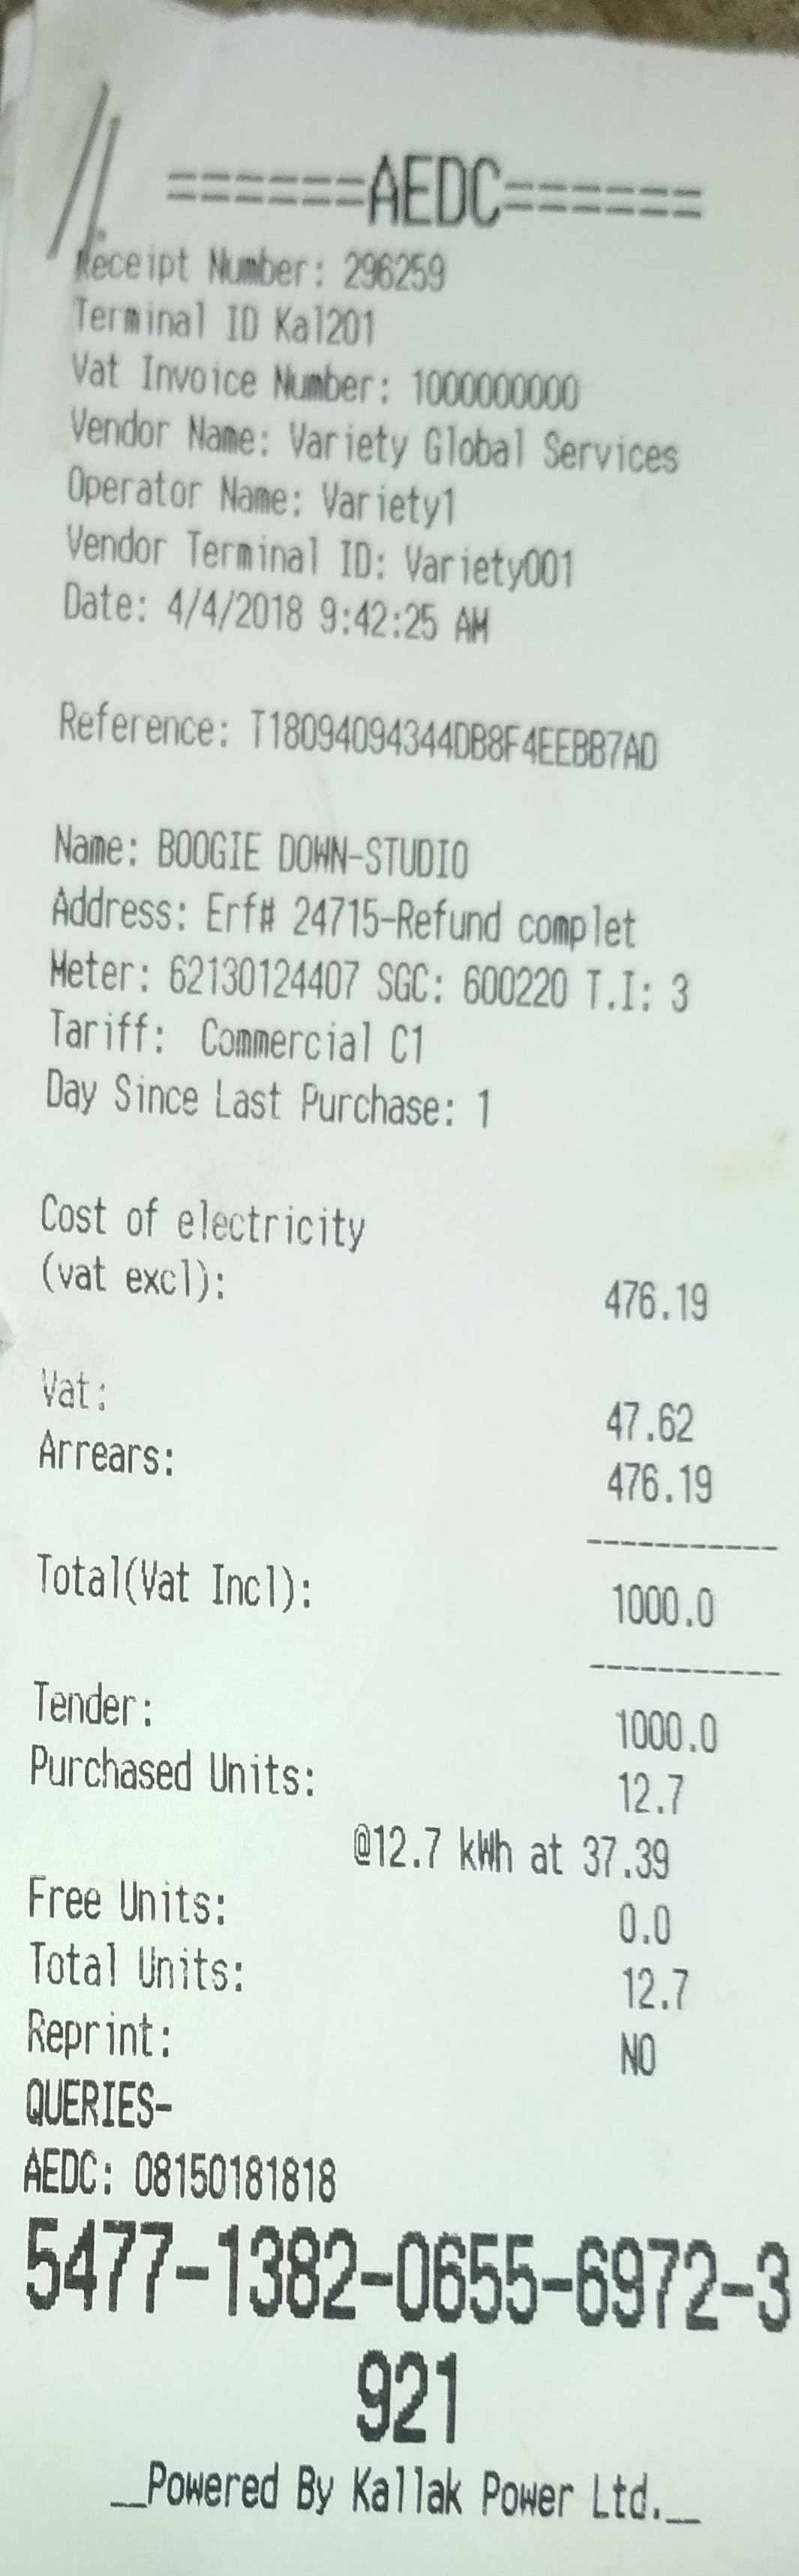 ======AEDC======
Receipt Number: 296259
Terminal ID Kal201
Vat Invoice Number: 1000000000
Vendor Name: Variety Global Services
Operator Name: Variety1
Vendor Terminal ID: Variety001
Date: 4/4/2018 9:42:25 AM
Reference: T18094094344DB8F4EEBB7AD
Name: BOOGIE DOWN-STUDIO
Address: Erf# 24715-Refund complet
Meter: 62130124407 SGC: 600220 T.I: 3
Tariff: Commercial C1
Day Since Last Purchase: 1
Cost of electricity
(vat excl): 476.19
Vat: 47.62
Arrears: 476.19
-----------
Total(Vat Incl): 1000.0
-----------
Tender: 1000.0
Purchased Units: 12.7
@12.7 kWh at 37.39
Free Units: 0.0
Total Units: 12.7
Reprint: NO
QUERIES-
AEDC: 08150181818
5477-1382-0655-6972-3
921
__Powered By Kallak Power Ltd.__